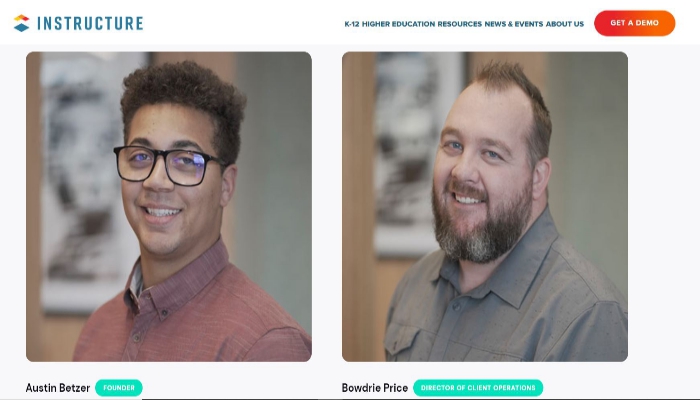 INSTRUCTURE
K-12 HIGHER EDUCATION RESOURCES NEWS & EVENTS ABOUT US
GET A DEMO
Austin Betzer FOUNDER
Bowdrie Price DIRECTOR OF CLIENT OPERATIONS